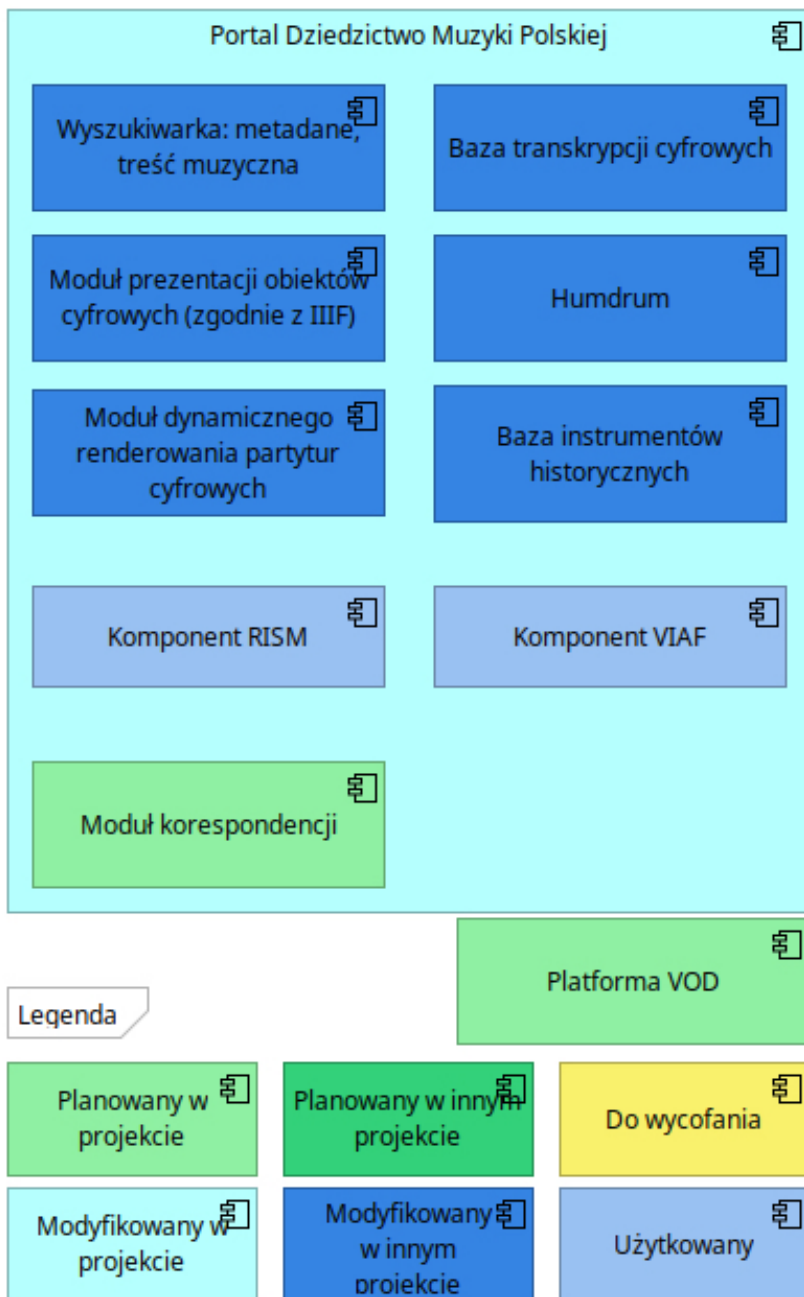 Portal Dziedzictwo Muzyki Polskiej
Wyszukiwarka: metadane,
treść muzyczna
Baza transkrypcji cyfrowych
Moduł prezentacji obiektów
cyfrowych (zgodnie z IIIF)
Humdrum
Moduł dynamicznego
renderowania partytur
cyfrowych
Baza instrumentów
historycznych
Komponent RISM
Komponent VIAF
Moduł korespondencji
Platforma VOD
Legenda
Planowany w
projekcie
Planowany w innym
projekcie
Do wycofania
Modyfikowany w
projekcie
Modyfikowany
w innym
projekcie
Użytkowany